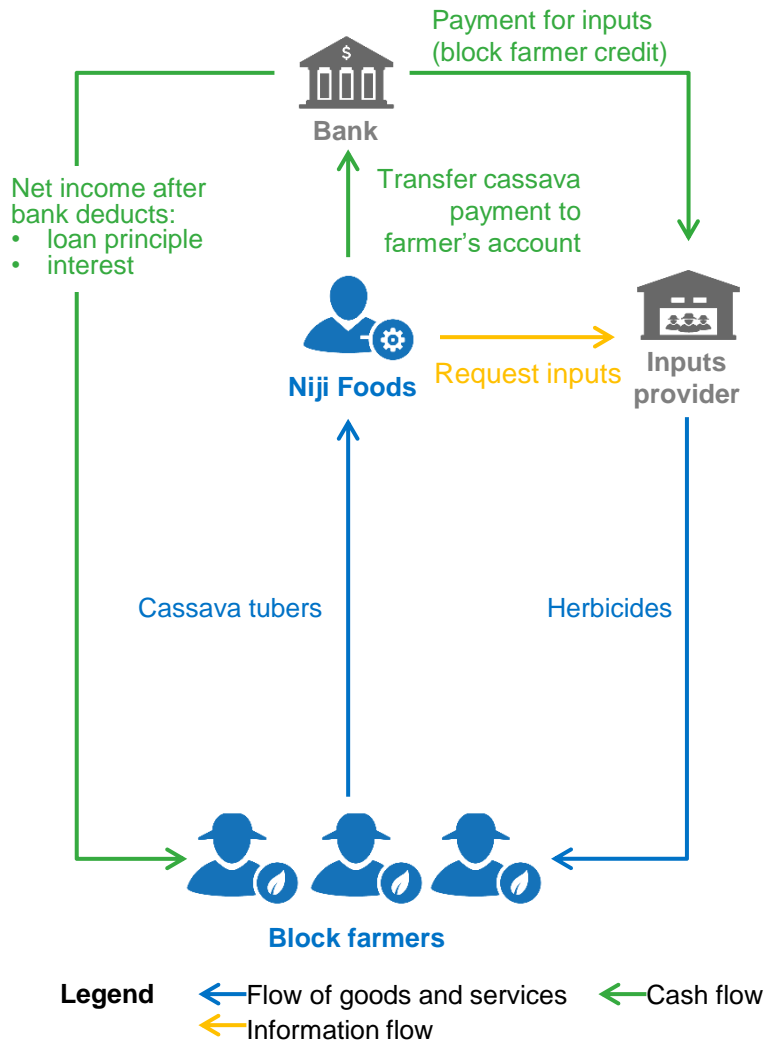 Payment for inputs
(block farmer credit)
$
Bank
Net income after
bank deducts:
• loan principle
• interest
Transfer cassava
payment to
farmer’s account
Niji Foods
Request inputs
Inputs
provider
Cassava tubers
Herbicides
Block farmers
Legend
Flow of goods and services
Cash flow
Information flow